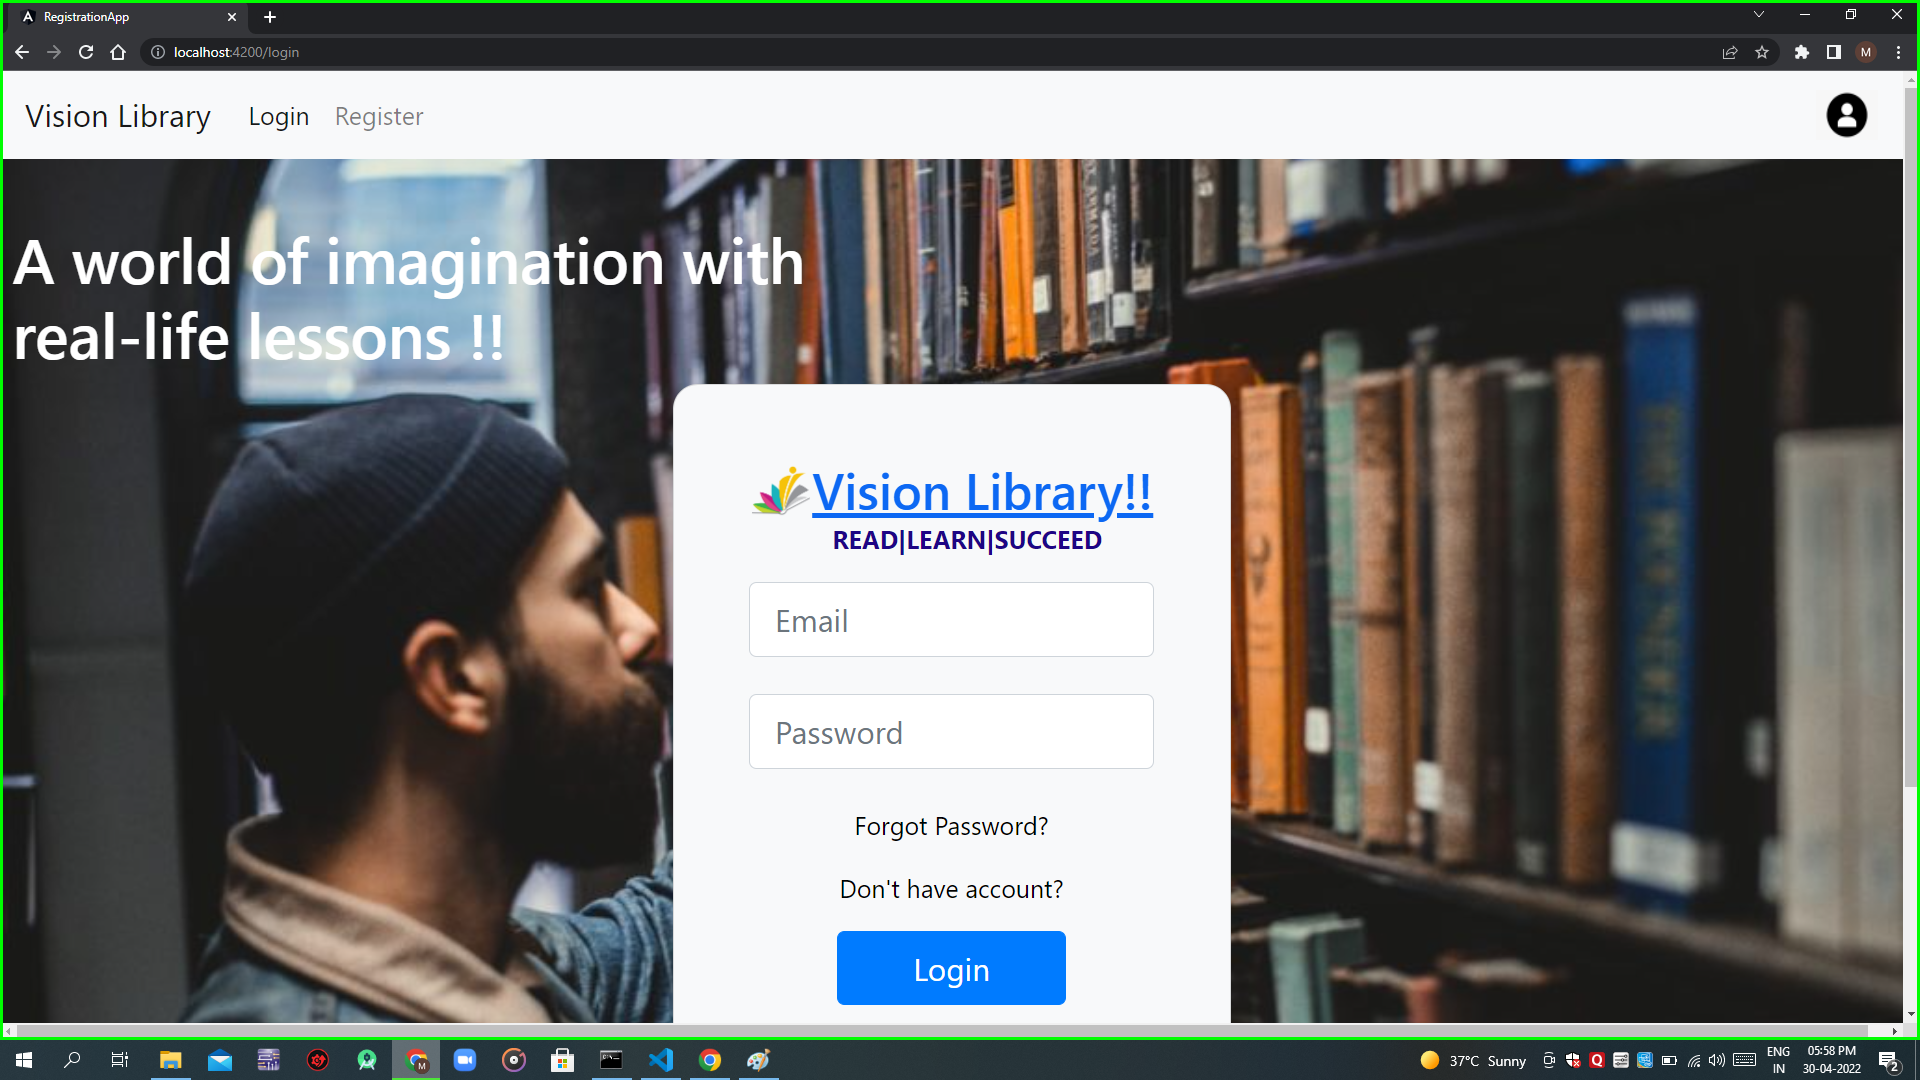 RegistrationApp
localhost:4200/login
M
Vision Library Login Register
A world of imagination with
real-life lessons !!
Vision Library!!
READ|LEARN|SUCCEED
Email
Password
Forgot Password?
Don't have account?
Login
37°C Sunny
ENG
IN
05:58 PM
30-04-2022
2